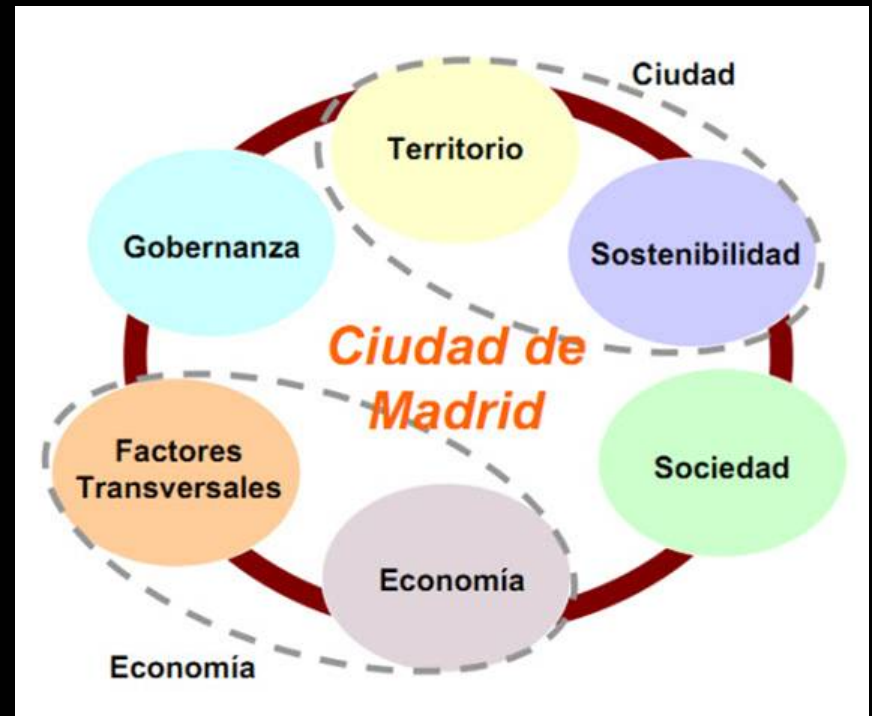 Ciudad
Territorio
Gobernanza
Sostenibilidad
Ciudad de
Madrid
Factores
Transversales
Sociedad
Economía
Economía